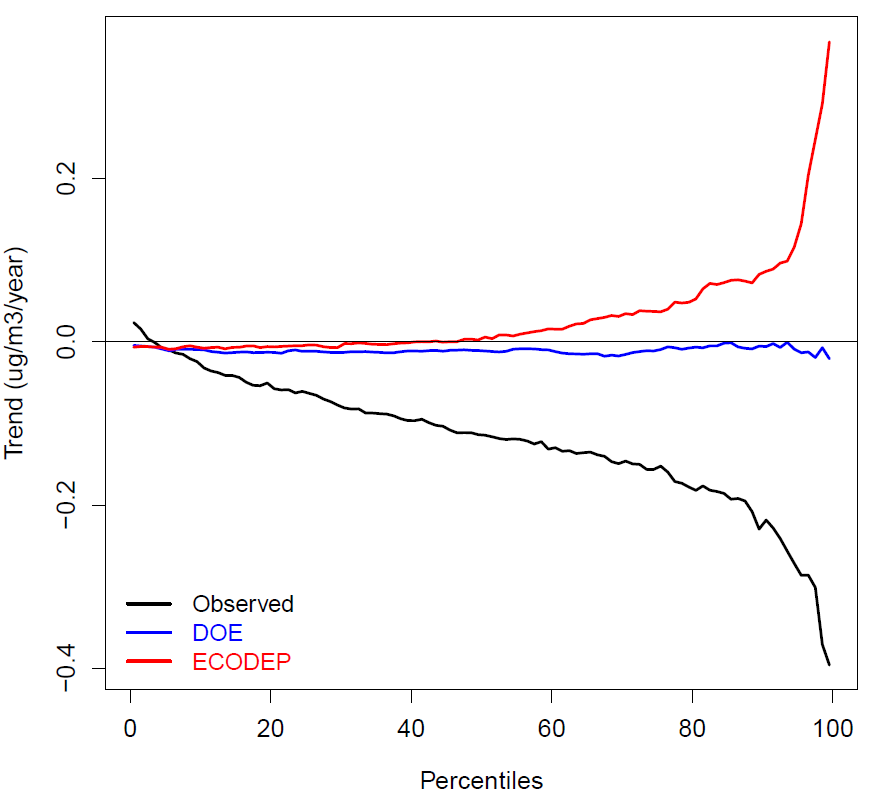 Trend (ug/m3/year)
0.2
0.0
−0.2
−0.4
Observed
DOE
ECODEP
0 20 40 60 80 100
Percentiles